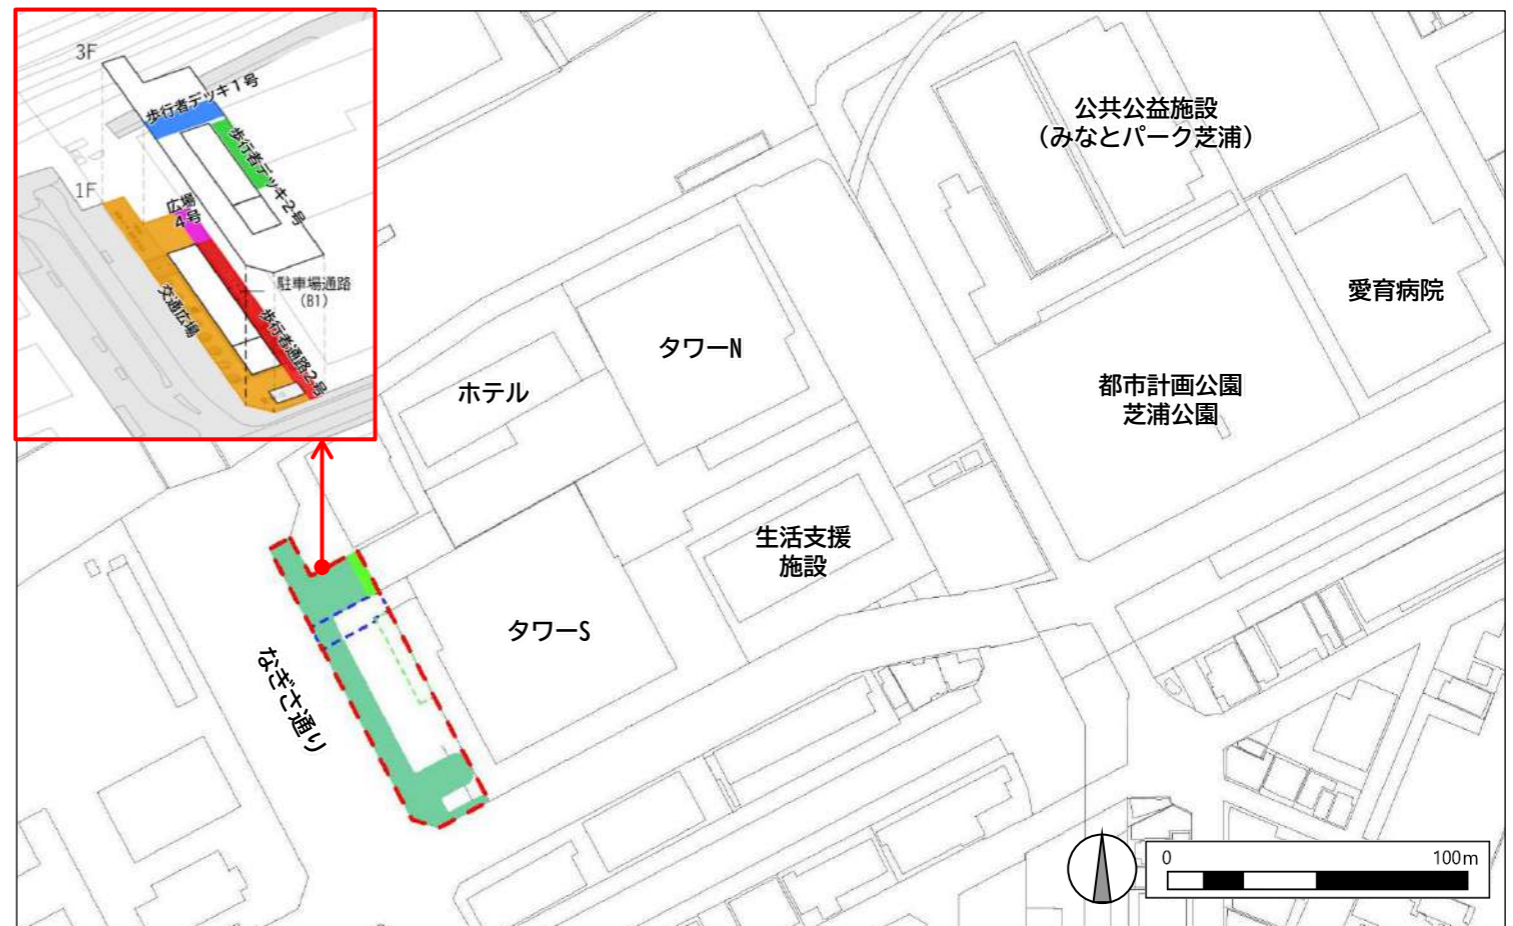 3F
歩行者デッキ1号
歩行者デッキ2号
1F
広場
4号
駐車場通路
(B1)
交通広場
歩行者通路2号
公共公益施設
(みなとパーク芝浦)
愛育病院
タワーN
ホテル
都市計画公園
芝浦公園
生活支援
施設
タワーS
なぎさ通り
0
100m